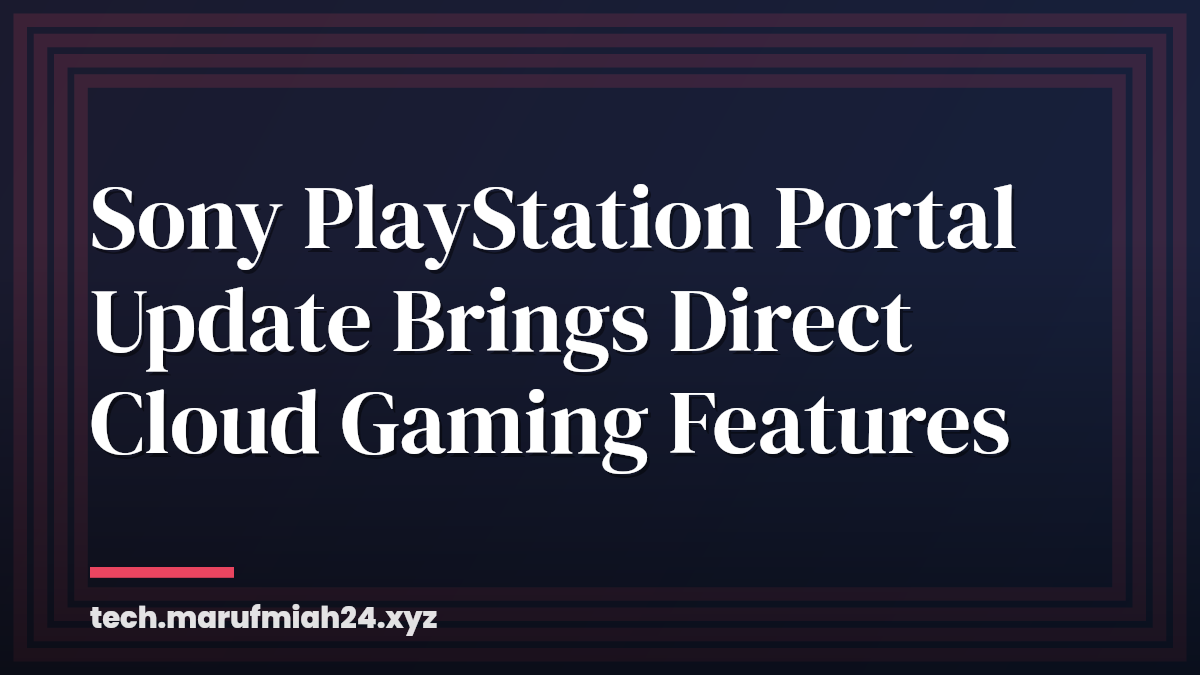 Sony PlayStation Portal
Update Brings Direct
Cloud Gaming Features
tech.marufmiah24.xyz